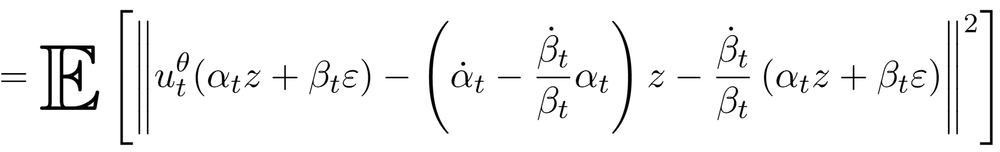 = 𝔼 [ ‖ u_t^θ(α_t z + β_t ε) − ( α̇_t − (β̇_t / β_t) α_t ) z − (β̇_t / β_t) (α_t z + β_t ε) ‖² ]